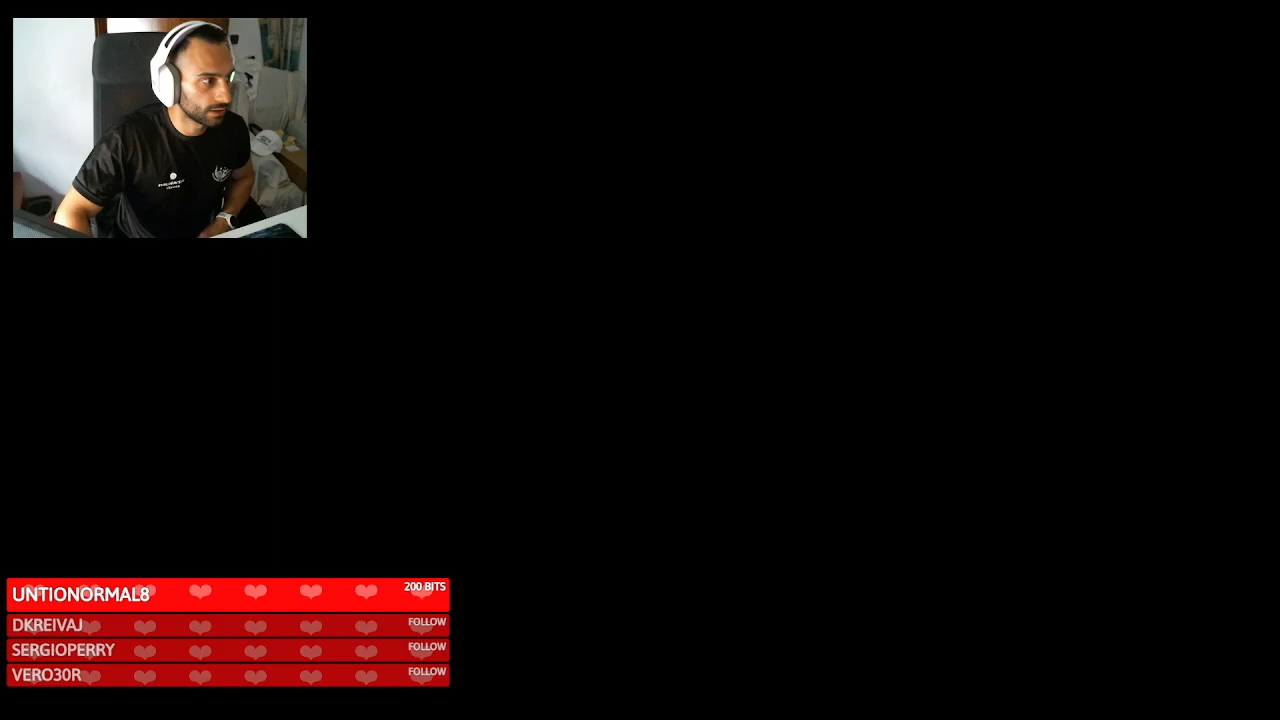 UNTIONORMAL8 200 BITS
DKREIVAJ FOLLOW
SERGIOPERRY FOLLOW
VERO30R FOLLOW